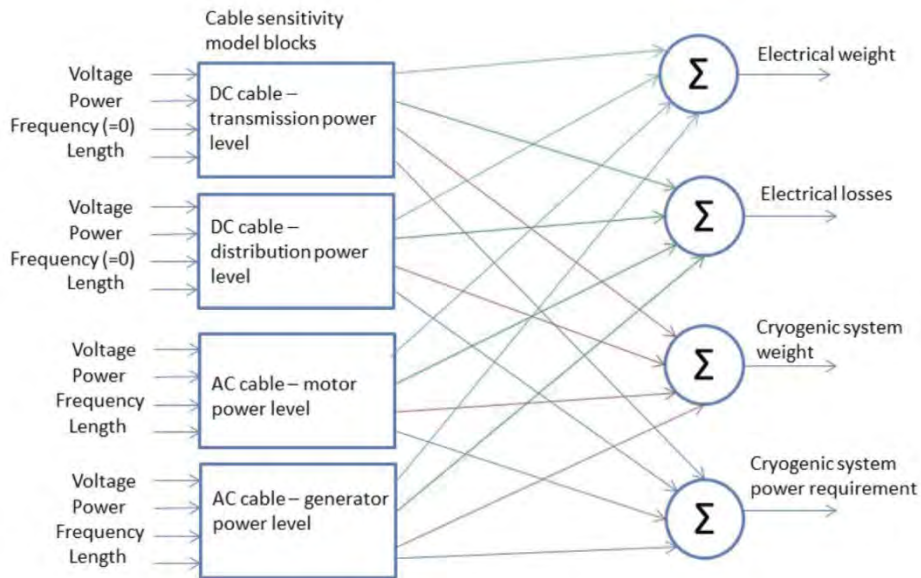 Cable sensitivity
model blocks
Voltage
Power
Frequency (=0)
Length
DC cable –
transmission power
level
Voltage
Power
Frequency (=0)
Length
DC cable –
distribution power
level
Voltage
Power
Frequency
Length
AC cable – motor
power level
Voltage
Power
Frequency
Length
AC cable – generator
power level
Σ
Electrical weight
Σ
Electrical losses
Σ
Cryogenic system
weight
Σ
Cryogenic system
power requirement